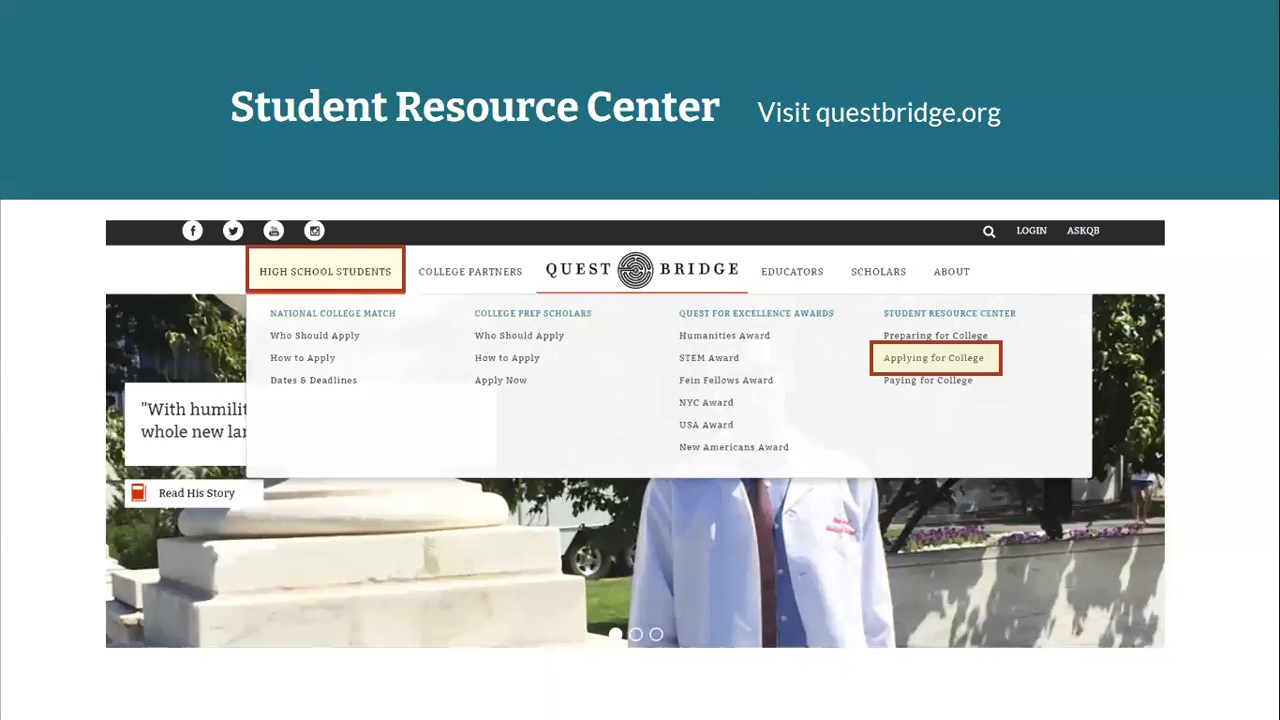 Student Resource Center Visit questbridge.org
LOGIN ASKQB
HIGH SCHOOL STUDENTS COLLEGE PARTNERS QUEST BRIDGE EDUCATORS SCHOLARS ABOUT
NATIONAL COLLEGE MATCH
Who Should Apply
How to Apply
Dates & Deadlines
COLLEGE PREP SCHOLARS
Who Should Apply
How to Apply
Apply Now
QUEST FOR EXCELLENCE AWARDS
Humanities Award
STEM Award
Fein Fellows Award
NYC Award
USA Award
New Americans Award
STUDENT RESOURCE CENTER
Preparing for College
Applying for College
Paying for College
"With humilit
whole new lan
Read His Story